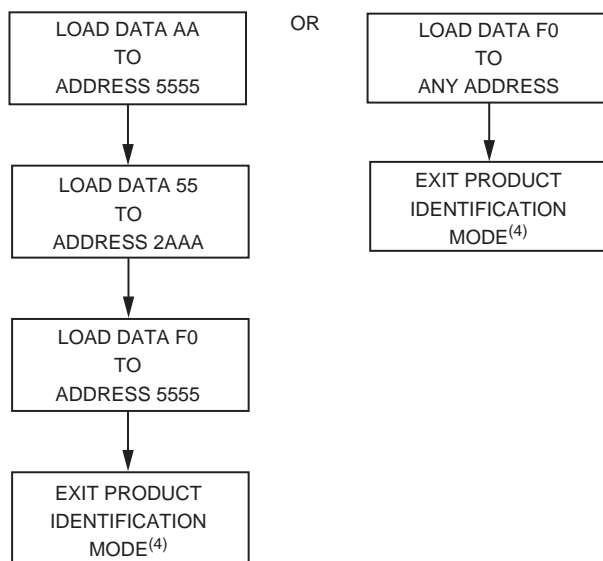 LOAD DATA AA
TO
ADDRESS 5555
LOAD DATA 55
TO
ADDRESS 2AAA
LOAD DATA F0
TO
ADDRESS 5555
EXIT PRODUCT
IDENTIFICATION
MODE(4)
OR
LOAD DATA F0
TO
ANY ADDRESS
EXIT PRODUCT
IDENTIFICATION
MODE(4)